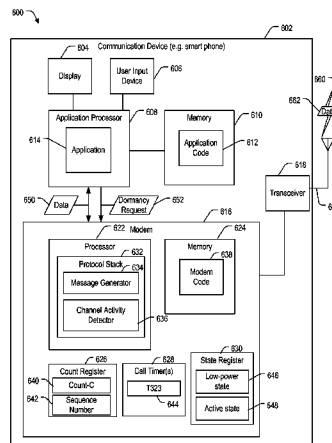 600
602
Communication Device (e.g. smart phone)
604
606
Display
User Input
Device
660
662
608
610
Application Processor
Memory
614
Application
Application
Code
612
618
Transceiver
650
Data
Dormancy
Request
652
616
Modem
622
624
Processor
Memory
632
Protocol Stack
634
638
Message Generator
Modem
Code
Channel Activity
Detector
636
626
628
630
Count Register
Call Timer(s)
State Register
640
Count-C
T323
Low-power
state
646
642
Sequence
Number
644
Active state
648